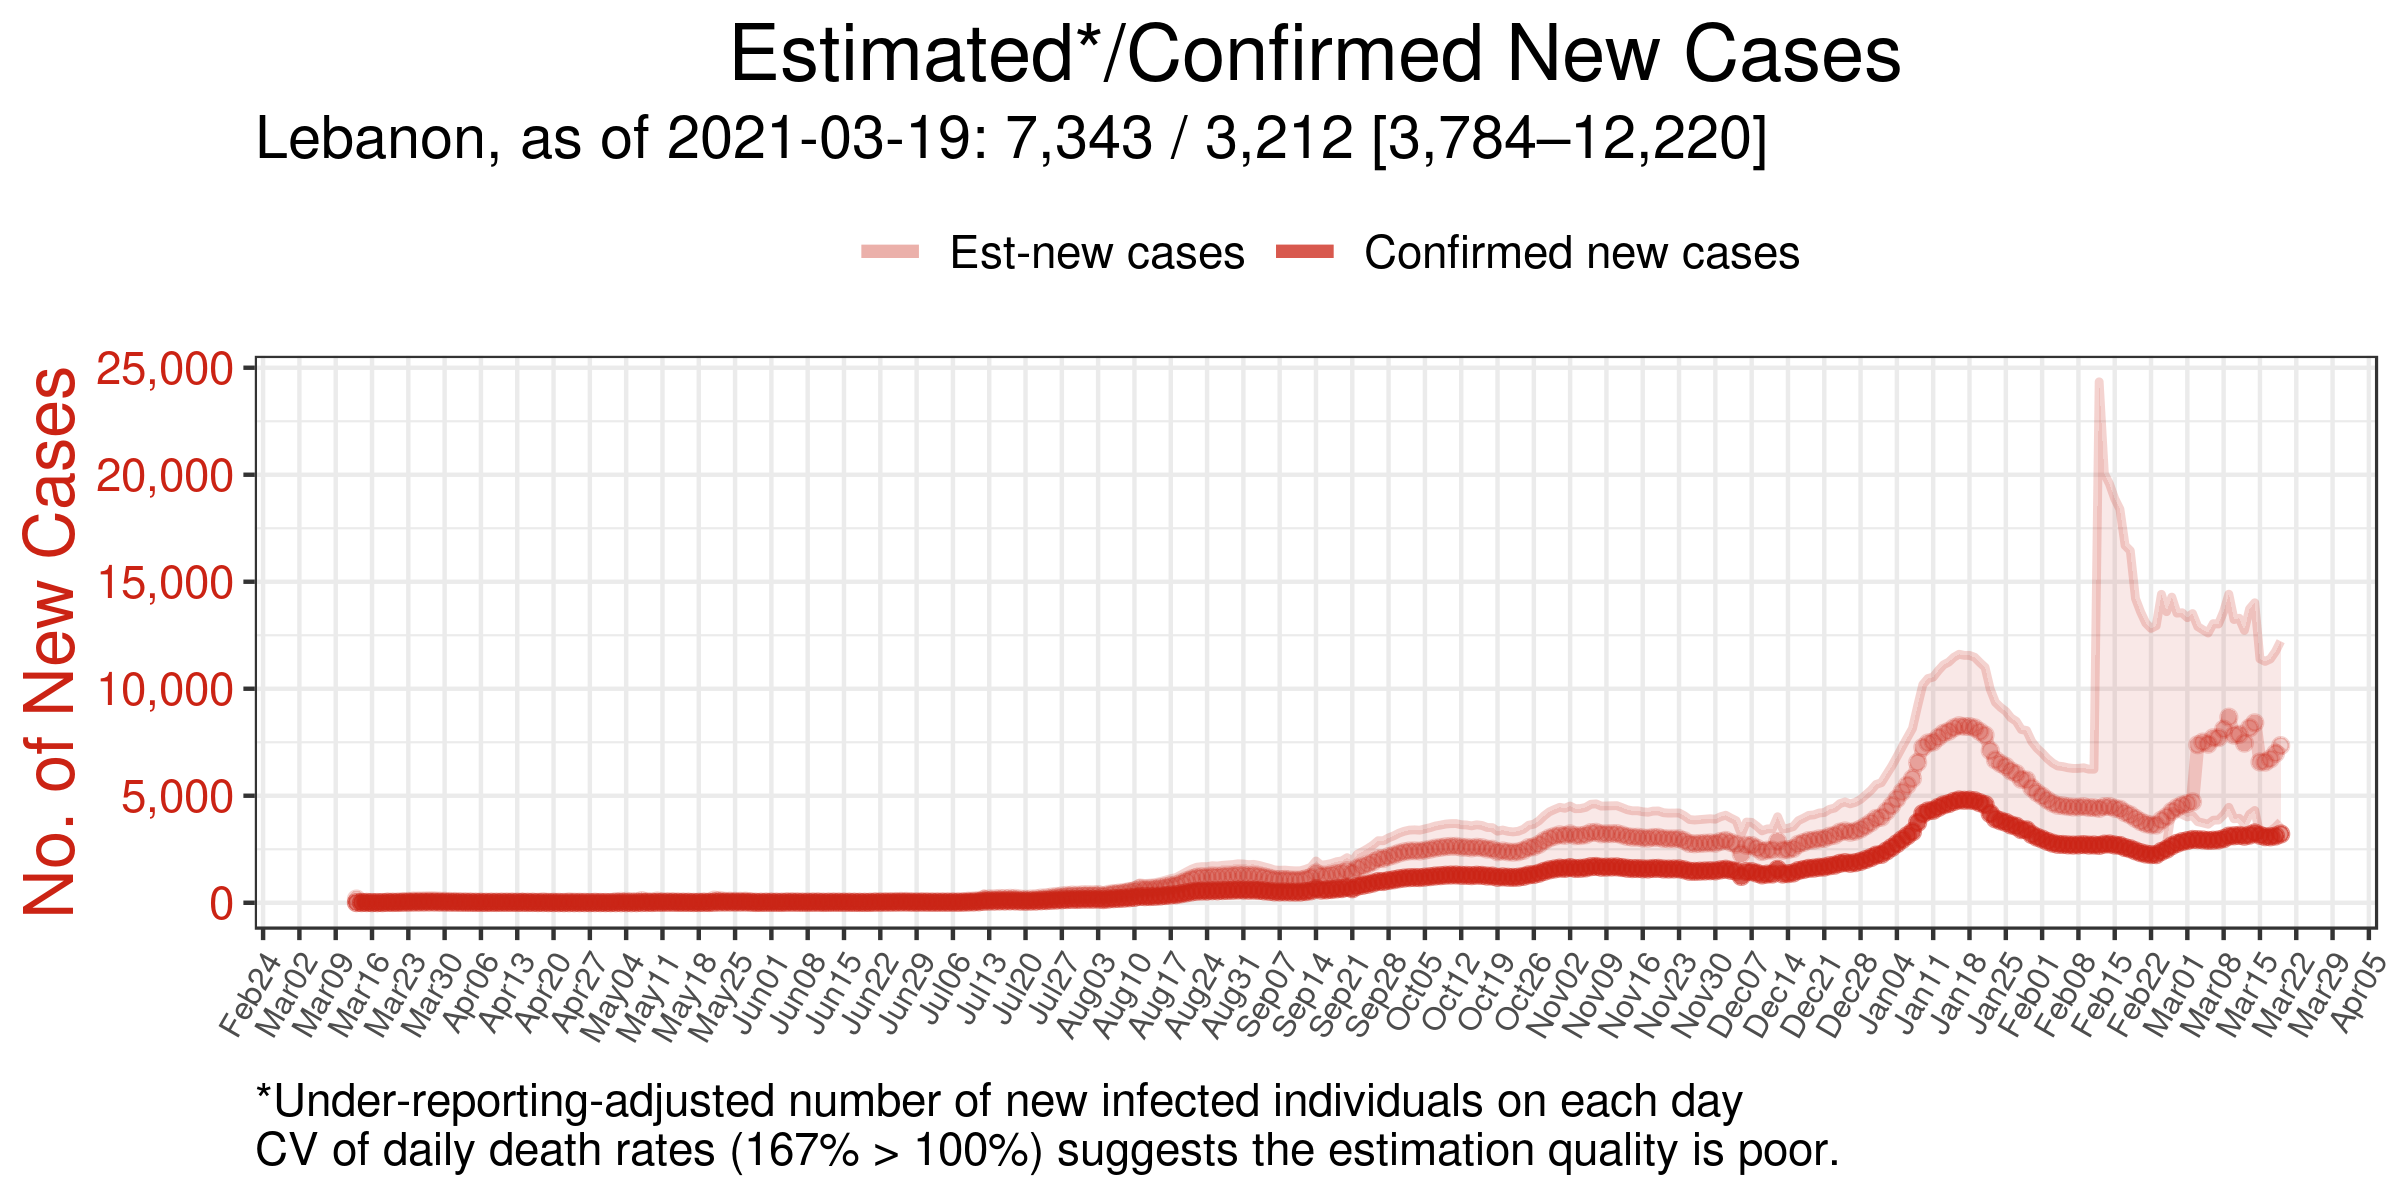 Estimated*/Confirmed New Cases
Lebanon, as of 2021-03-19: 7,343 / 3,212 [3,784–12,220]
Est-new cases
Confirmed new cases
No. of New Cases
25,000
20,000
15,000
10,000
5,000
0
Feb24
Mar02
Mar09
Mar16
Mar23
Mar30
Apr06
Apr13
Apr20
Apr27
May04
May11
May18
May25
Jun01
Jun08
Jun15
Jun22
Jun29
Jul06
Jul13
Jul20
Jul27
Aug03
Aug10
Aug17
Aug24
Aug31
Sep07
Sep14
Sep21
Sep28
Oct05
Oct12
Oct19
Oct26
Nov02
Nov09
Nov16
Nov23
Nov30
Dec07
Dec14
Dec21
Dec28
Jan04
Jan11
Jan18
Jan25
Feb01
Feb08
Feb15
Feb22
Mar01
Mar08
Mar15
Mar22
Mar29
Apr05
*Under-reporting-adjusted number of new infected individuals on each day
CV of daily death rates (167% > 100%) suggests the estimation quality is poor.